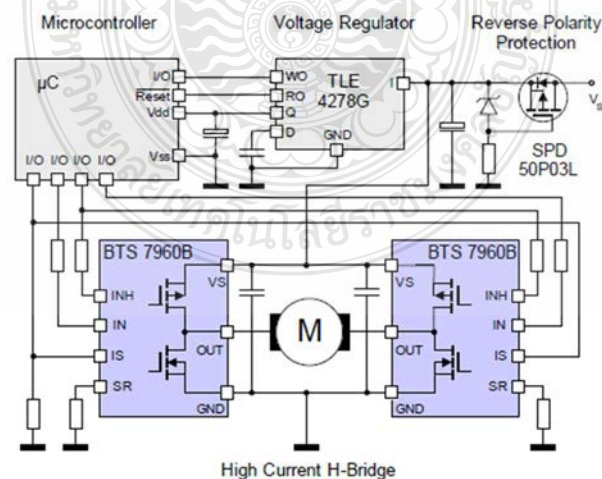 Microcontroller
Voltage Regulator
Reverse Polarity
Protection
µC
I/O
Reset
Vdd
Vss
I/O I/O I/O I/O
WO
RO
Q
D
TLE
4278G
GND
I
Vs
SPD
50P03L
BTS 7960B
VS
INH
IN
IS
SR
OUT
GND
M
BTS 7960B
VS
INH
IN
IS
SR
OUT
GND
High Current H-Bridge